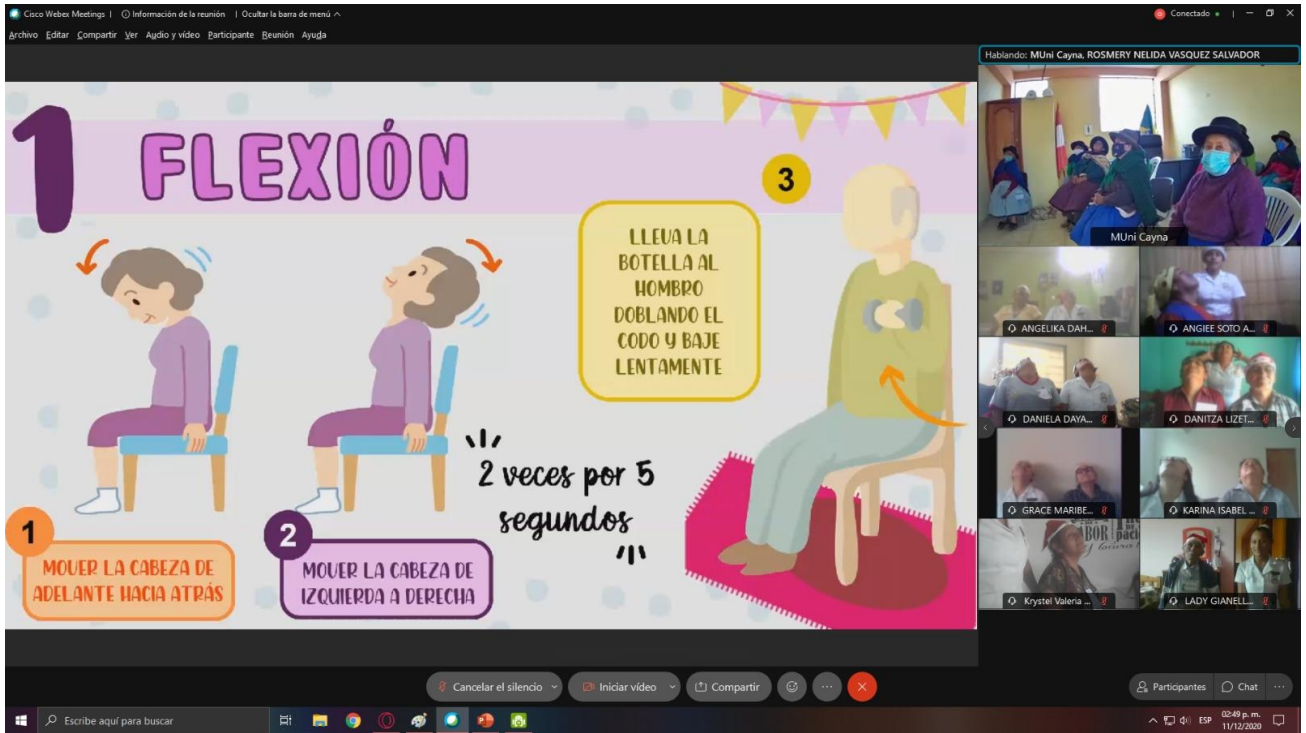 Cisco Webex Meetings | Información de la reunión | Ocultar la barra de menú
Conectado
Archivo Editar Compartir Ver Audio y vídeo Participante Reunión Ayuda
Hablando: MUni Cayna, ROSMERY NELIDA VASQUEZ SALVADOR
1 FLEXIÓN
3
LLEVA LA
BOTELLA AL
HOMBRO
DOBLANDO EL
CODO Y BAJE
LENTAMENTE
2 veces por 5
segundos
1
MOVER LA CABEZA DE
ADELANTE HACIA ATRÁS
2
MOVER LA CABEZA DE
IZQUIERDA A DERECHA
MUni Cayna
ANGELIKA DAH...
ANGIEE SOTO A...
DANIELA DAYA...
DANITZA LIZET...
GRACE MARIBE...
KARINA ISABEL ...
Krystel Valeria ...
LADY GIANELL...
Cancelar el silencio
Iniciar vídeo
Compartir
Participantes
Chat
Escribe aquí para buscar
ESP
02:49 p. m.
11/12/2020